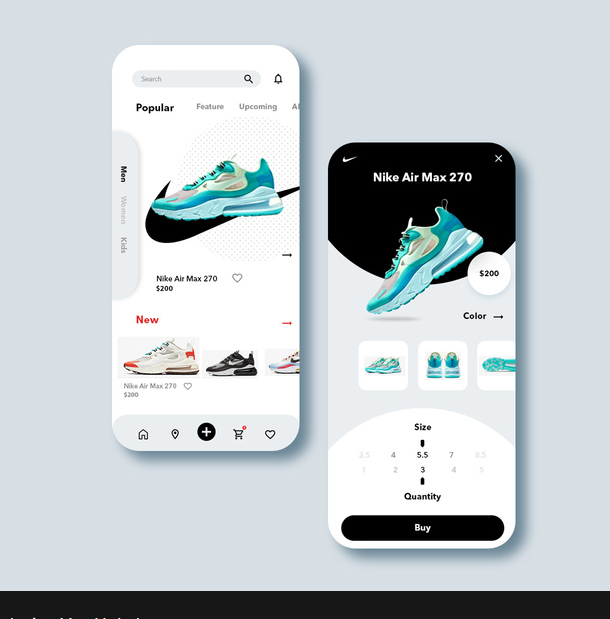 Search
Popular
Feature
Upcoming
Men
Women
Kids
Nike Air Max 270
$200
New
Nike Air Max 270
$200
Nike Air Max 270
$200
Color
Size
2.5 4 5.5 7 8.5
1 2 3 4 5
Quantity
Buy